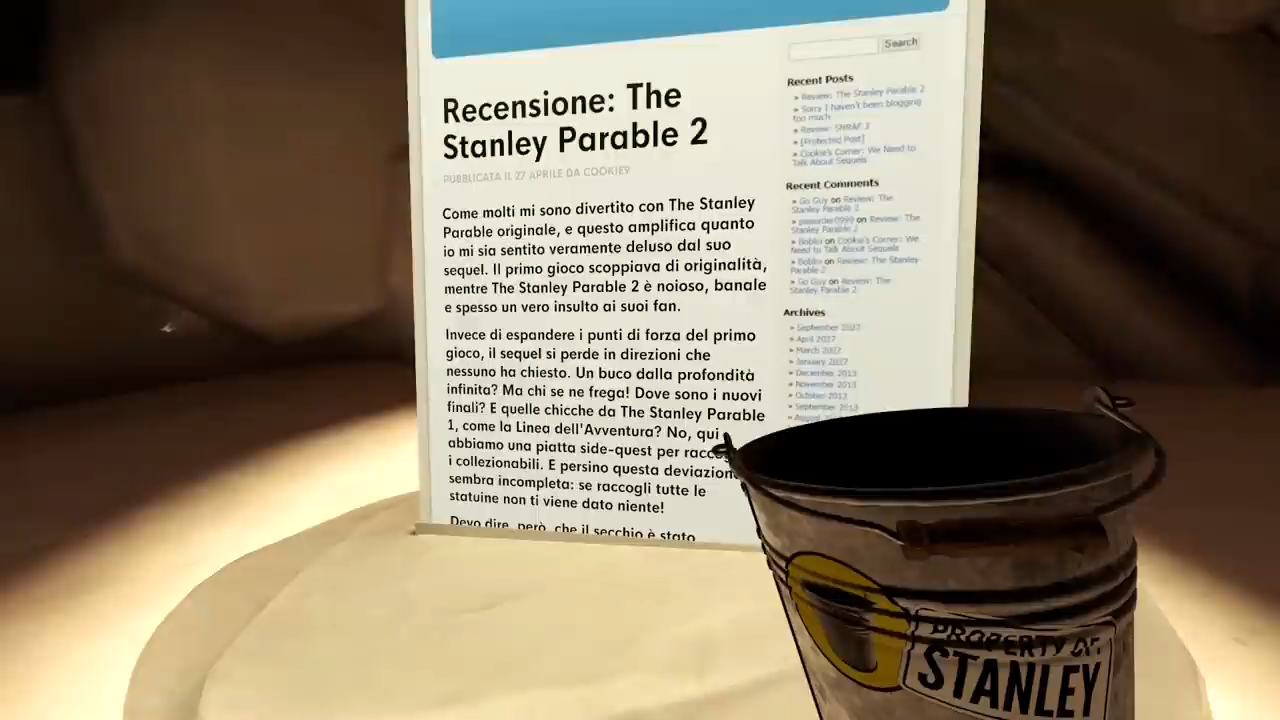 Search
Recensione: The
Stanley Parable 2
PUBBLICATA IL 27 APRILE DA COOKIE9
Come molti mi sono divertito con The Stanley
Parable originale, e questo amplifica quanto
io mi sia sentito veramente deluso dal suo
sequel. Il primo gioco scoppiava di originalità,
mentre The Stanley Parable 2 è noioso, banale
e spesso un vero insulto ai suoi fan.
Invece di espandere i punti di forza del primo
gioco, il sequel si perde in direzioni che
nessuno ha chiesto. Un buco dalla profondità
infinita? Ma chi se ne frega! Dove sono i nuovi
finali? E quelle chicche da The Stanley Parable
1, come la Linea dell'Avventura? No, qui
abbiamo una piatta side-quest per
i collezionabili. E persino questa
sembra incompleta: se raccogli tutte le
statuine non ti viene dato niente!
Devo dire, però, che il secchio è stato
Recent Posts
» Review: The Stanley Parable 2
» Sorry I haven't been blogging
too much
» Review:
» [Protected Post]
» Cookie's Corner: We Need to
Talk About Sequels
Recent Comments
» Go Guy on Review: The
Stanley Parable 2
on Review: The
Stanley Parable 2
» Boblix on Cookie's Corner: We
Need to Talk About Sequels
» Boblix on Review: The Stanley
Parable 2
» Go Guy on Review: The
Stanley Parable 2
Archives
» September 2027
» April 2027
» March 2027
» January 2027
» December 2013
» November 2013
» October 2013
» September 2013
PROPERTY OF:
STANLEY